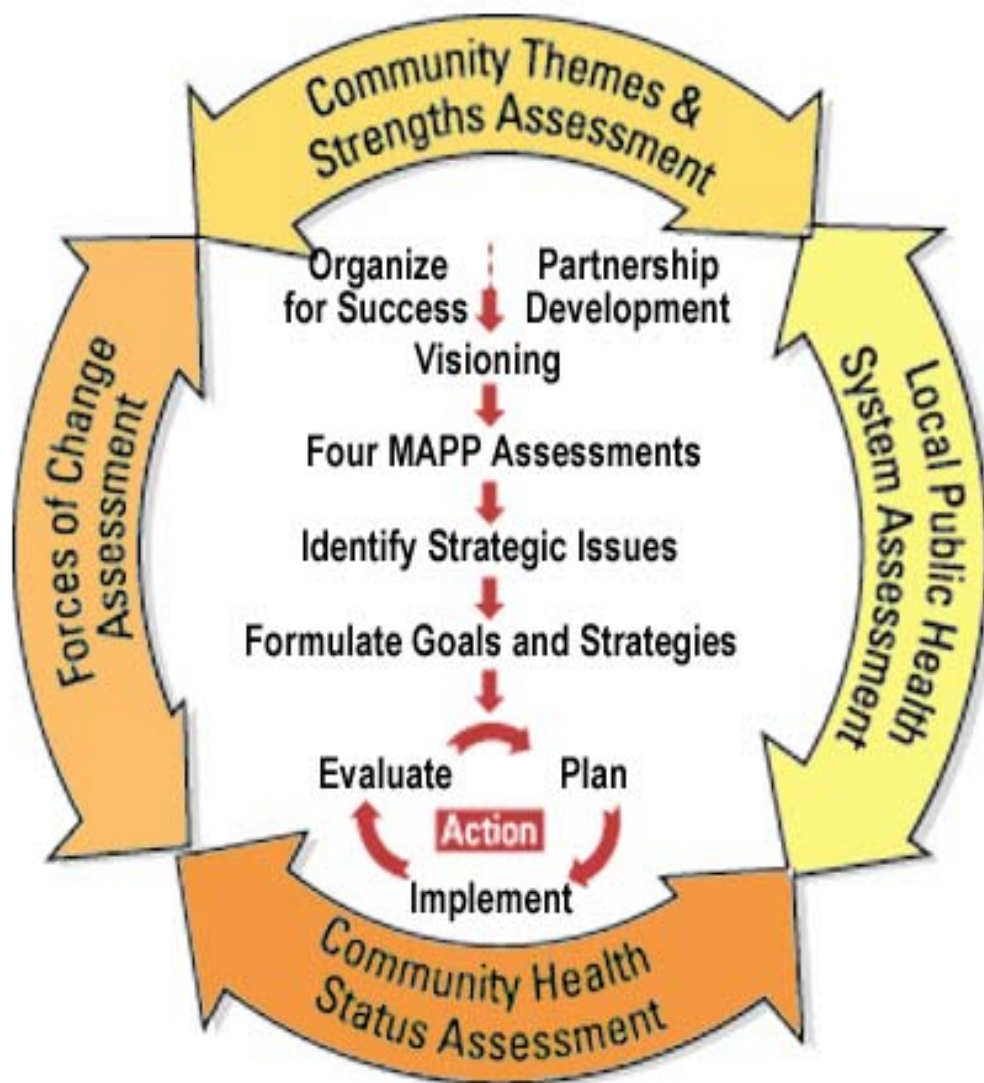 Community Themes &
Strengths Assessment
Organize
for Success
Partnership
Development
Visioning
Four MAPP Assessments
Identify Strategic Issues
Formulate Goals and Strategies
Evaluate
Plan
Action
Implement
Forces of Change
Assessment
Local Public Health
System Assessment
Community Health
Status Assessment